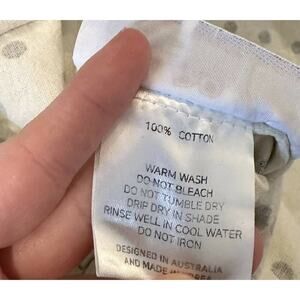 100% COTTON
WARM WASH
DO NOT BLEACH
DO NOT TUMBLE DRY
DRIP DRY IN SHADE
RINSE WELL IN COOL WATER
DO NOT IRON
DESIGNED IN AUSTRALIA
AND MADE IN